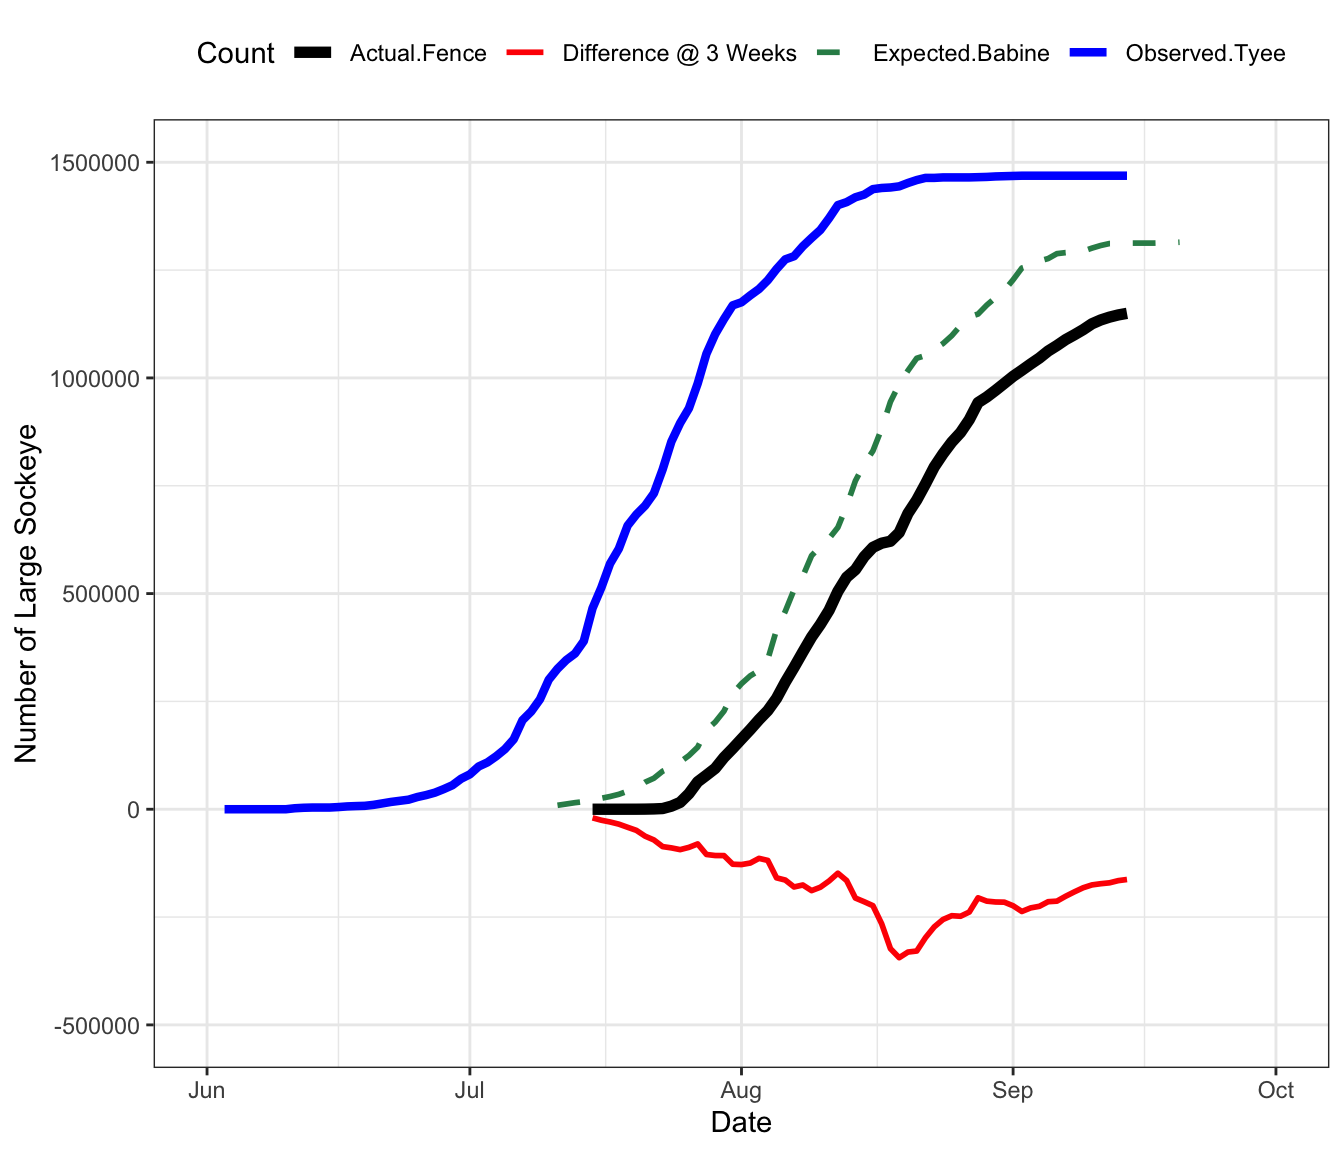 Count Actual.Fence Difference @ 3 Weeks Expected.Babine Observed.Tyee
Number of Large Sockeye
1500000
1000000
500000
0
-500000
Jun Jul Aug Sep Oct
Date